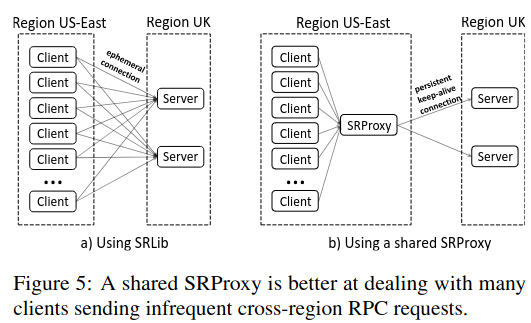 Region US-East
Region UK
Client
Client
Client
Client
Client
...
Client
ephemeral
connection
Server
Server
a) Using SRLib
Region US-East
Region UK
Client
Client
Client
Client
Client
...
Client
SRProxy
persistent
keep-alive
connection
Server
Server
b) Using a shared SRProxy
Figure 5: A shared SRProxy is better at dealing with many
clients sending infrequent cross-region RPC requests.